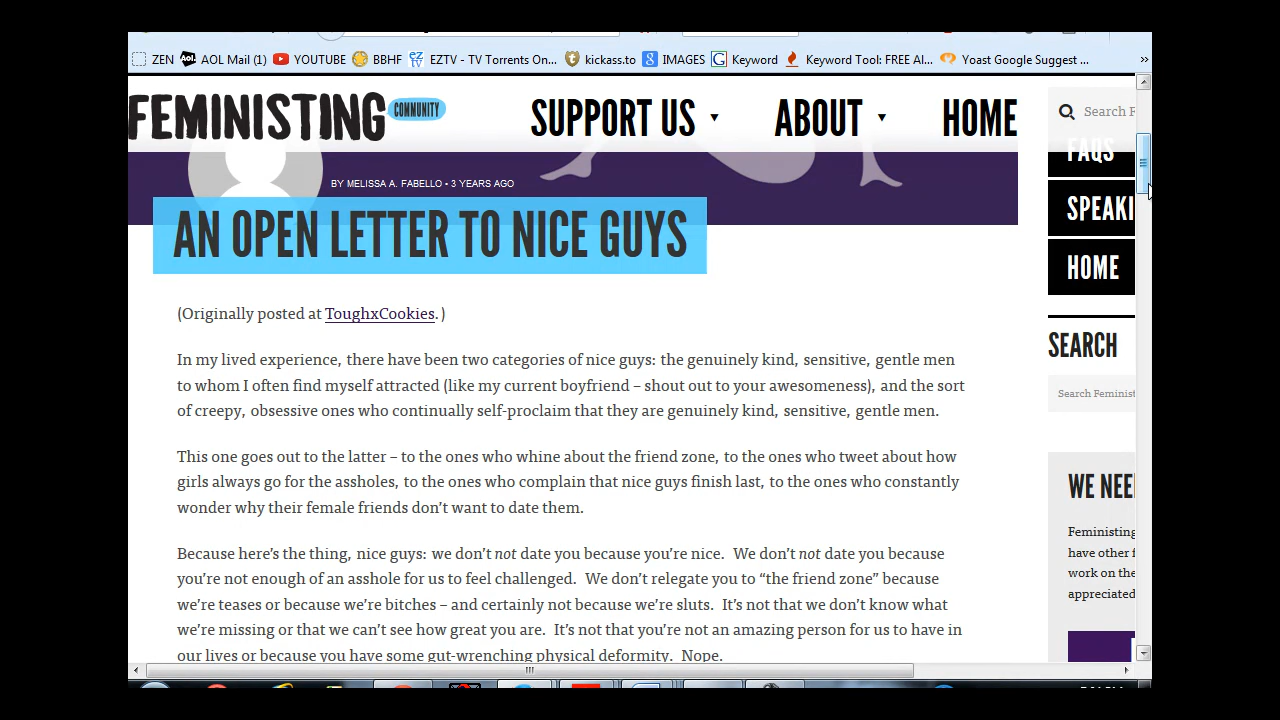 ZEN AOL Mail (1) YOUTUBE BBHF EZTV - TV Torrents On... kickass.to IMAGES Keyword Keyword Tool: FREE Al... Yoast Google Suggest ... »
FEMINISTING COMMUNITY SUPPORT US ABOUT HOME
Search F
FAQS
BY MELISSA A. FABELLO • 3 YEARS AGO
SPEAKI
AN OPEN LETTER TO NICE GUYS
HOME
(Originally posted at ToughxCookies. )
SEARCH
In my lived experience, there have been two categories of nice guys: the genuinely kind, sensitive, gentle men
to whom I often find myself attracted (like my current boyfriend – shout out to your awesomeness), and the sort
of creepy, obsessive ones who continually self-proclaim that they are genuinely kind, sensitive, gentle men.
Search Feminist
This one goes out to the latter – to the ones who whine about the friend zone, to the ones who tweet about how
girls always go for the assholes, to the ones who complain that nice guys finish last, to the ones who constantly
wonder why their female friends don't want to date them.
WE NEE
Feministing
have other f
work on the
appreciated
Because here's the thing, nice guys: we don't not date you because you're nice. We don't not date you because
you're not enough of an asshole for us to feel challenged. We don't relegate you to “the friend zone” because
we're teases or because we're bitches – and certainly not because we're sluts. It's not that we don't know what
we're missing or that we can't see how great you are. It's not that you're not an amazing person for us to have in
our lives or because you have some gut-wrenching physical deformity. Nope.